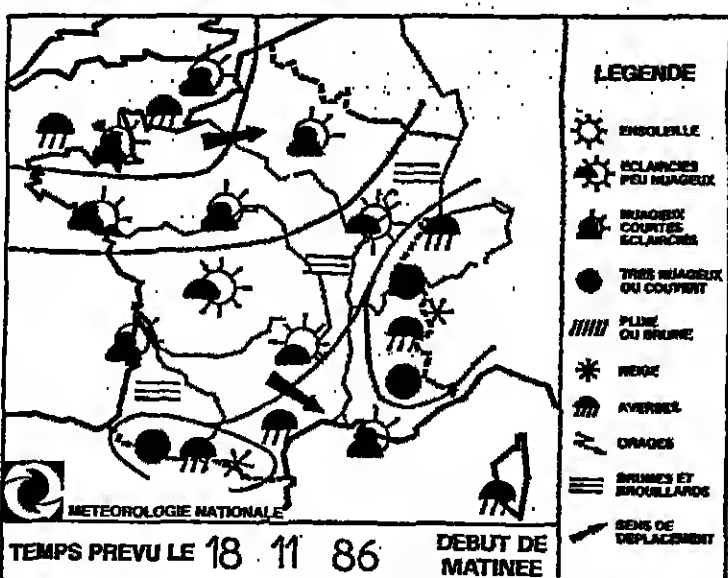 LEGENDE
ENSOLEILLE
ECLAIRCIES
PEU NUAGEUX
NUAGEUX
COURTES
ECLAIRCIES
TRES NUAGEUX
OU COUVERT
PLUIE
OU BRUINE
NEIGE
AVERSES
ORAGES
BRUMES ET
BROUILLARDS
SENS DE
DEPLACEMENT
METEOROLOGIE NATIONALE
TEMPS PREVU LE 18 11 86
DEBUT DE
MATINEE